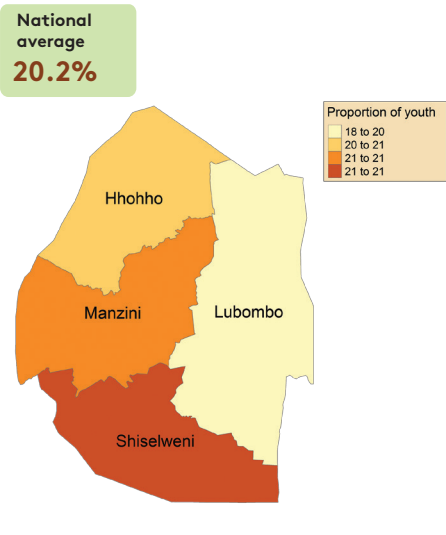 National
average
20.2%
Proportion of youth
18 to 20
20 to 21
21 to 21
21 to 21
Hhohho
Manzini
Lubombo
Shiselweni